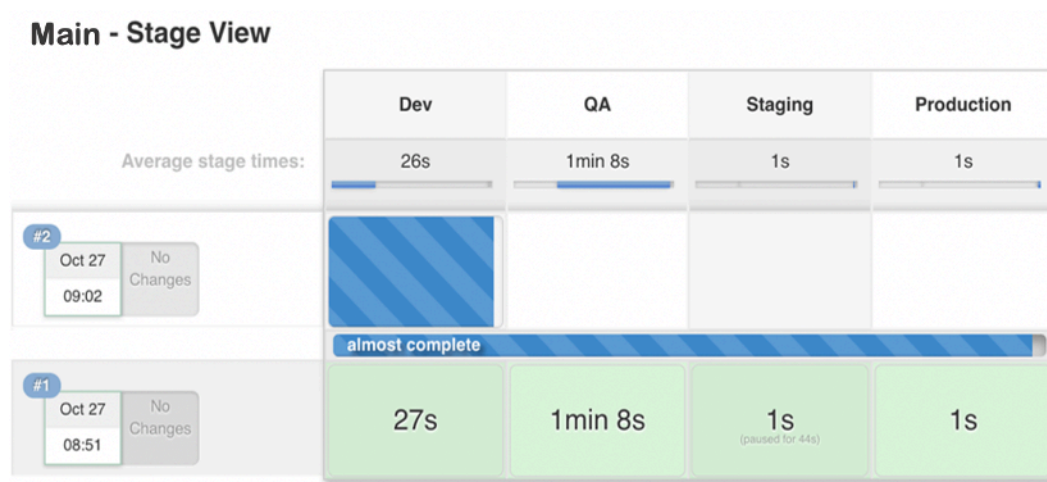 Main - Stage View
Dev QA Staging Production
Average stage times: 26s 1min 8s 1s 1s
#2
Oct 27 No Changes
09:02
almost complete
#1
Oct 27 No Changes
08:51
27s 1min 8s 1s 1s
(paused for 44s)